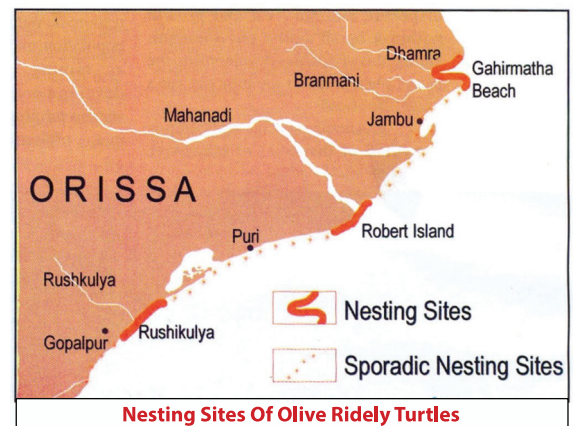 Dhamra
Gahirmatha
Beach
Branmani
Mahanadi
Jambu
ORISSA
Puri
Robert Island
Rushkulya
Rushikulya
Gopalpur
Nesting Sites
Sporadic Nesting Sites
Nesting Sites Of Olive Ridely Turtles